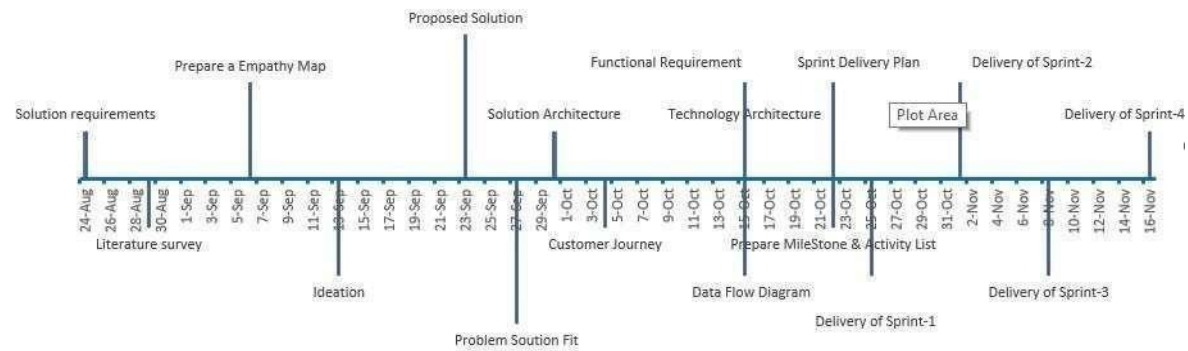 Proposed Solution
Prepare a Empathy Map
Functional Requirement
Sprint Delivery Plan
Delivery of Sprint-2
Solution requirements
Solution Architecture
Technology Architecture
Plot Area
Delivery of Sprint-4
24-Aug
26-Aug
28-Aug
30-Aug
1-Sep
3-Sep
5-Sep
7-Sep
9-Sep
11-Sep
13-Sep
15-Sep
17-Sep
19-Sep
21-Sep
23-Sep
25-Sep
27-Sep
29-Sep
1-Oct
3-Oct
5-Oct
7-Oct
9-Oct
11-Oct
13-Oct
15-Oct
17-Oct
19-Oct
21-Oct
23-Oct
25-Oct
27-Oct
29-Oct
31-Oct
2-Nov
4-Nov
6-Nov
8-Nov
10-Nov
12-Nov
14-Nov
16-Nov
Literature survey
Customer Journey
Prepare MileStone & Activity List
Ideation
Data Flow Diagram
Delivery of Sprint-3
Delivery of Sprint-1
Problem Soution Fit